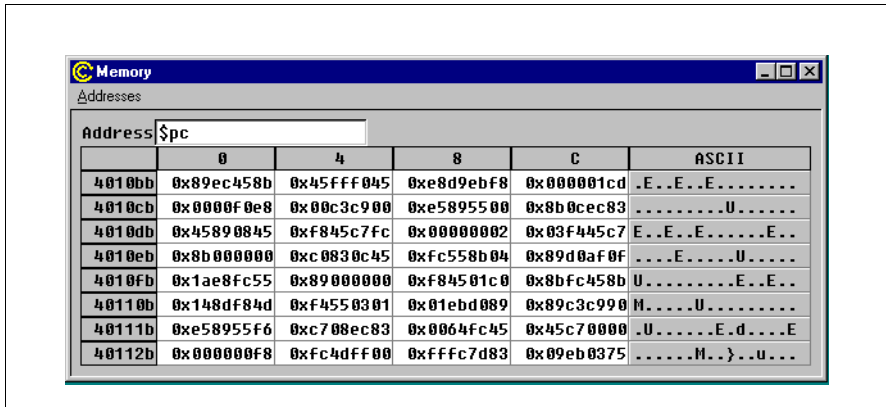 Memory
Addresses
Address $pc
0 4 8 C ASCII
4010bb 0x89ec458b 0x45fff045 0xe8d9ebf8 0x000001cd .E..E..E........
4010cb 0x0000f0e8 0x00c3c900 0xe5895500 0x8b0cec83 .........U......
4010db 0x45890845 0xf845c7fc 0x00000002 0x03f445c7 E..E..E......E..
4010eb 0x8b000000 0xc0830c45 0xfc558b04 0x89d0af0f ....E.....U.....
4010fb 0x1ae8fc55 0x89000000 0xf84501c0 0x8bfc458b U.........E..E..
40110b 0x148df84d 0xf4550301 0x01ebd089 0x89c3c990 M.....U.........
40111b 0xe58955f6 0xc708ec83 0x0064fc45 0x45c70000 .U......E.d....E
40112b 0x000000f8 0xfc4dff00 0xfffc7d83 0x09eb0375 ......M..}..u...